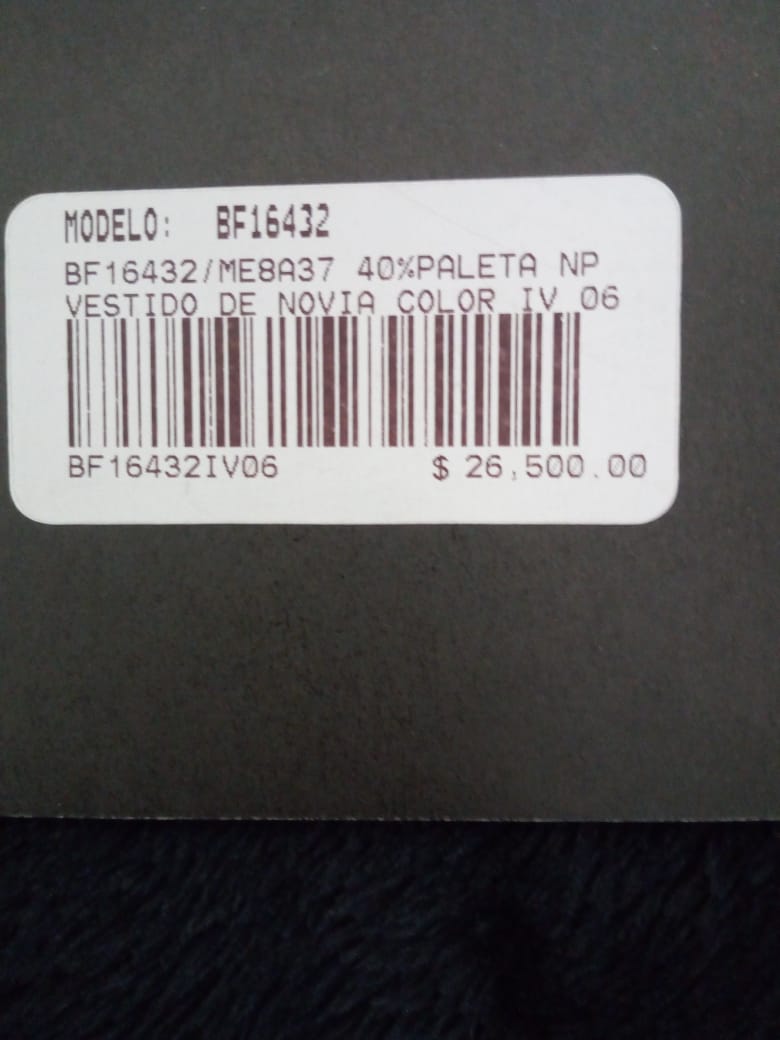 MODELO: BF16432
BF16432/ME8A37 40%PALETA NP
VESTIDO DE NOVIA COLOR IV 06
BF16432IV06 $ 26,500.00